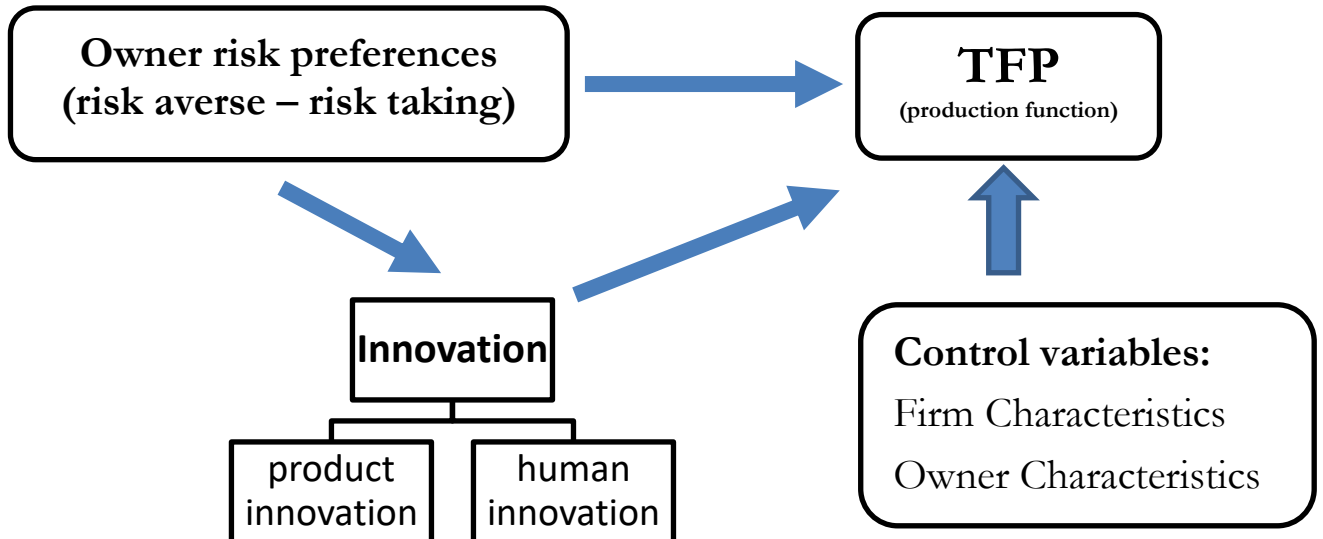 Owner risk preferences
(risk averse – risk taking)
TFP
(production function)
Innovation
product
innovation
human
innovation
Control variables:
Firm Characteristics
Owner Characteristics